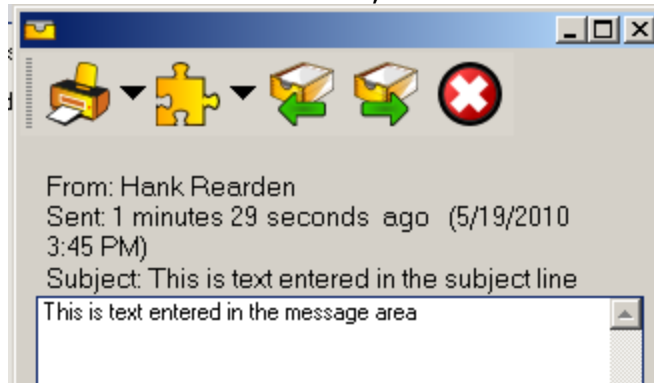 From: Hank Rearden
Sent: 1 minutes 29 seconds ago (5/19/2010
3:45 PM)
Subject: This is text entered in the subject line
This is text entered in the message area